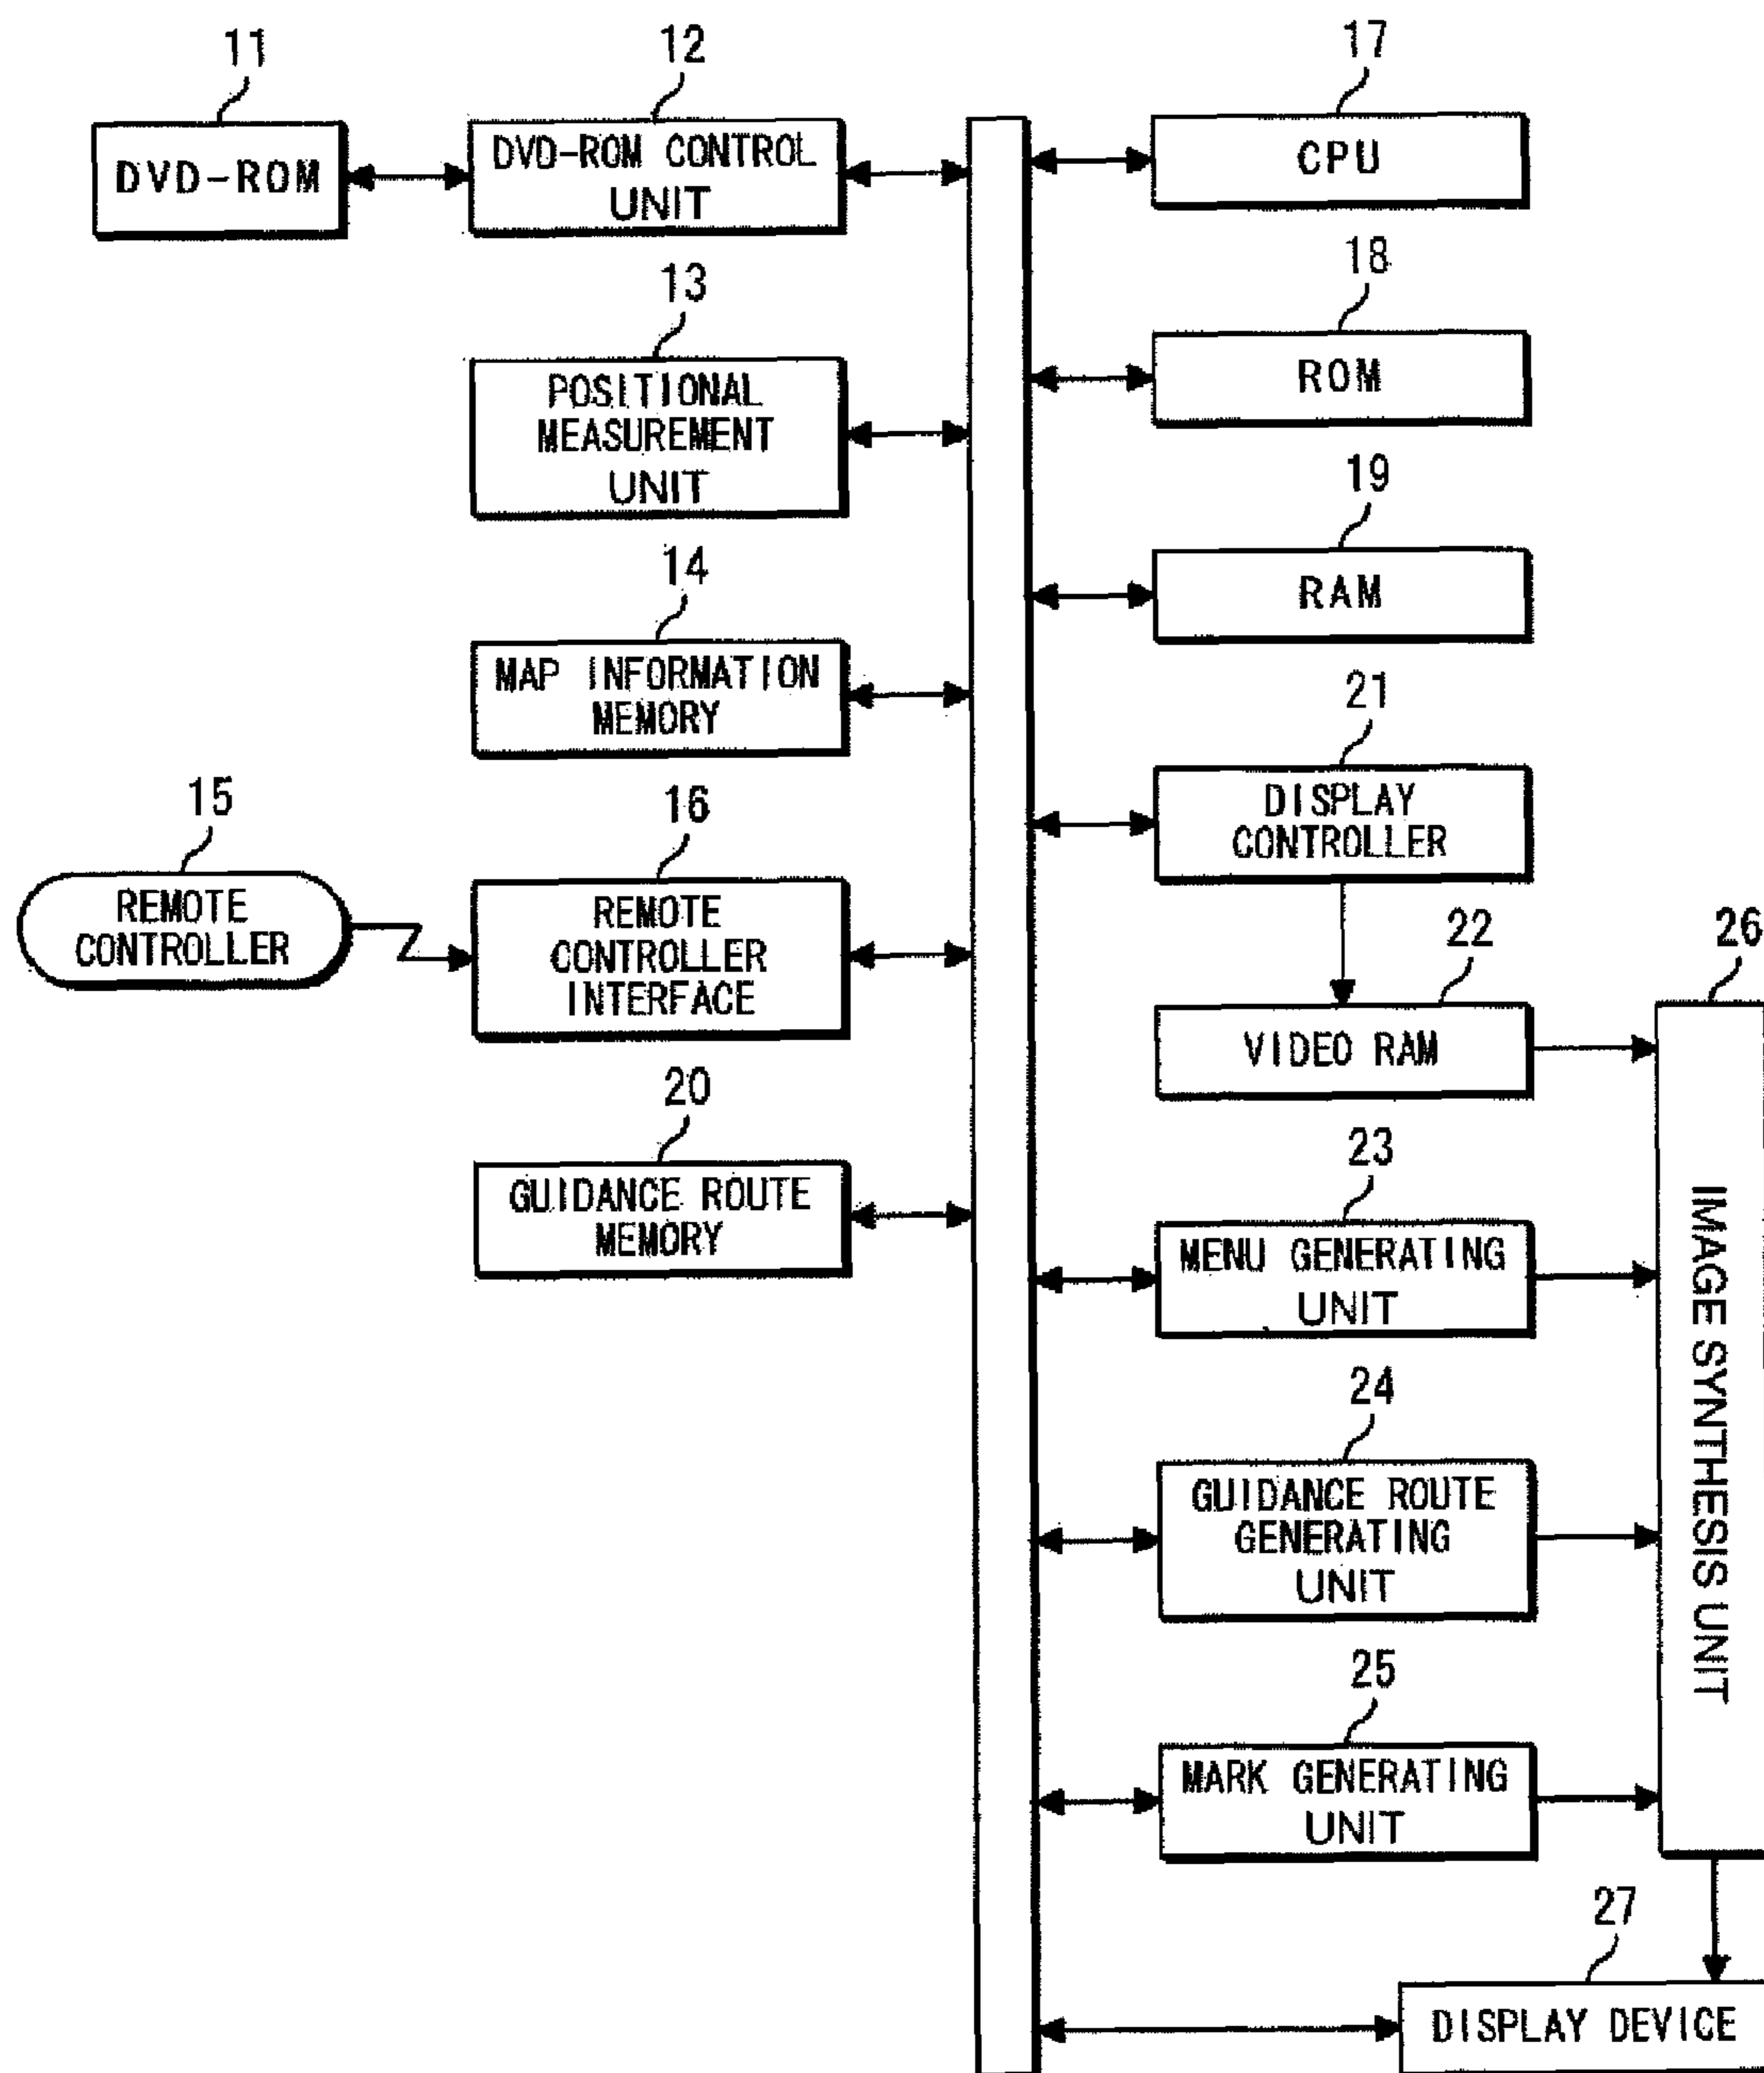 11
DVD-ROM
12
DVD-ROM CONTROL
UNIT
13
POSITIONAL
MEASUREMENT
UNIT
14
MAP INFORMATION
MEMORY
15
REMOTE
CONTROLLER
16
REMOTE
CONTROLLER
INTERFACE
20
GUIDANCE ROUTE
MEMORY
17
CPU
18
ROM
19
RAM
21
DISPLAY
CONTROLLER
22
VIDEO RAM
23
MENU GENERATING
UNIT
24
GUIDANCE ROUTE
GENERATING
UNIT
25
MARK GENERATING
UNIT
26
IMAGE SYNTHESIS UNIT
27
DISPLAY DEVICE